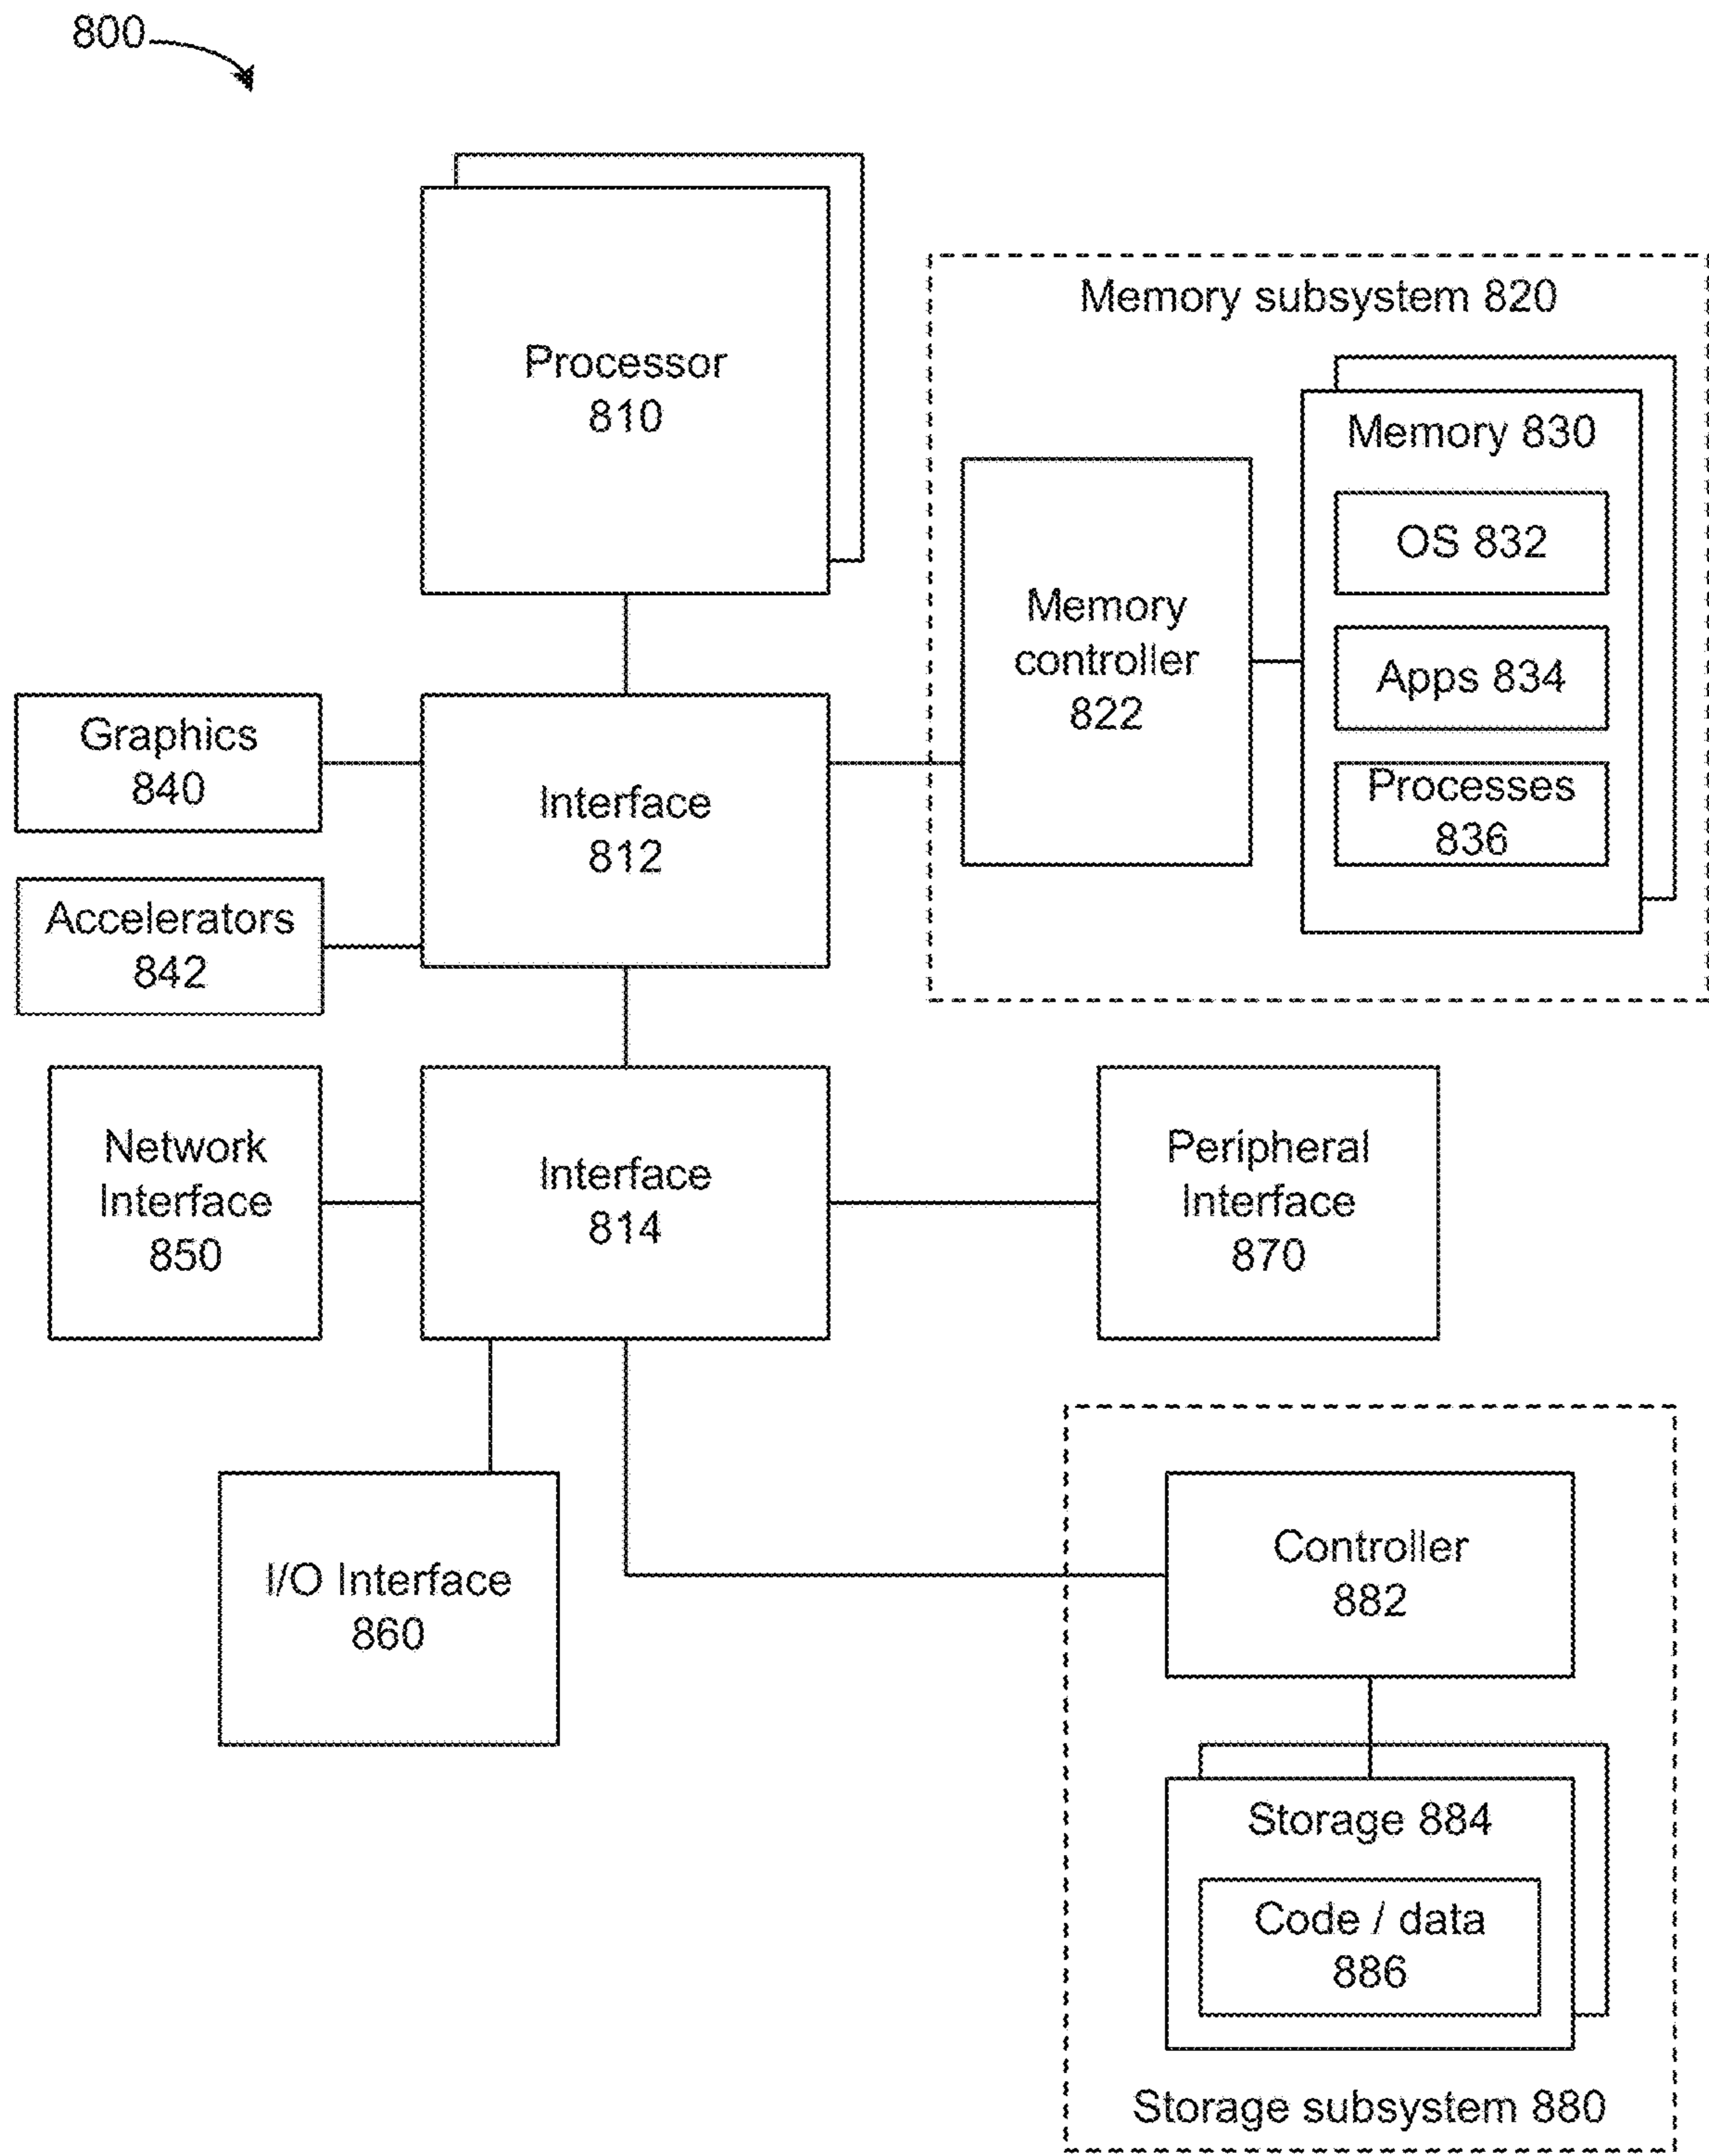 800
Processor
810
Memory subsystem 820
Memory 830
OS 832
Apps 834
Processes
836
Memory
controller
822
Graphics
840
Interface
812
Accelerators
842
Network
Interface
850
Interface
814
Peripheral
Interface
870
I/O Interface
860
Controller
882
Storage 884
Code / data
886
Storage subsystem 880